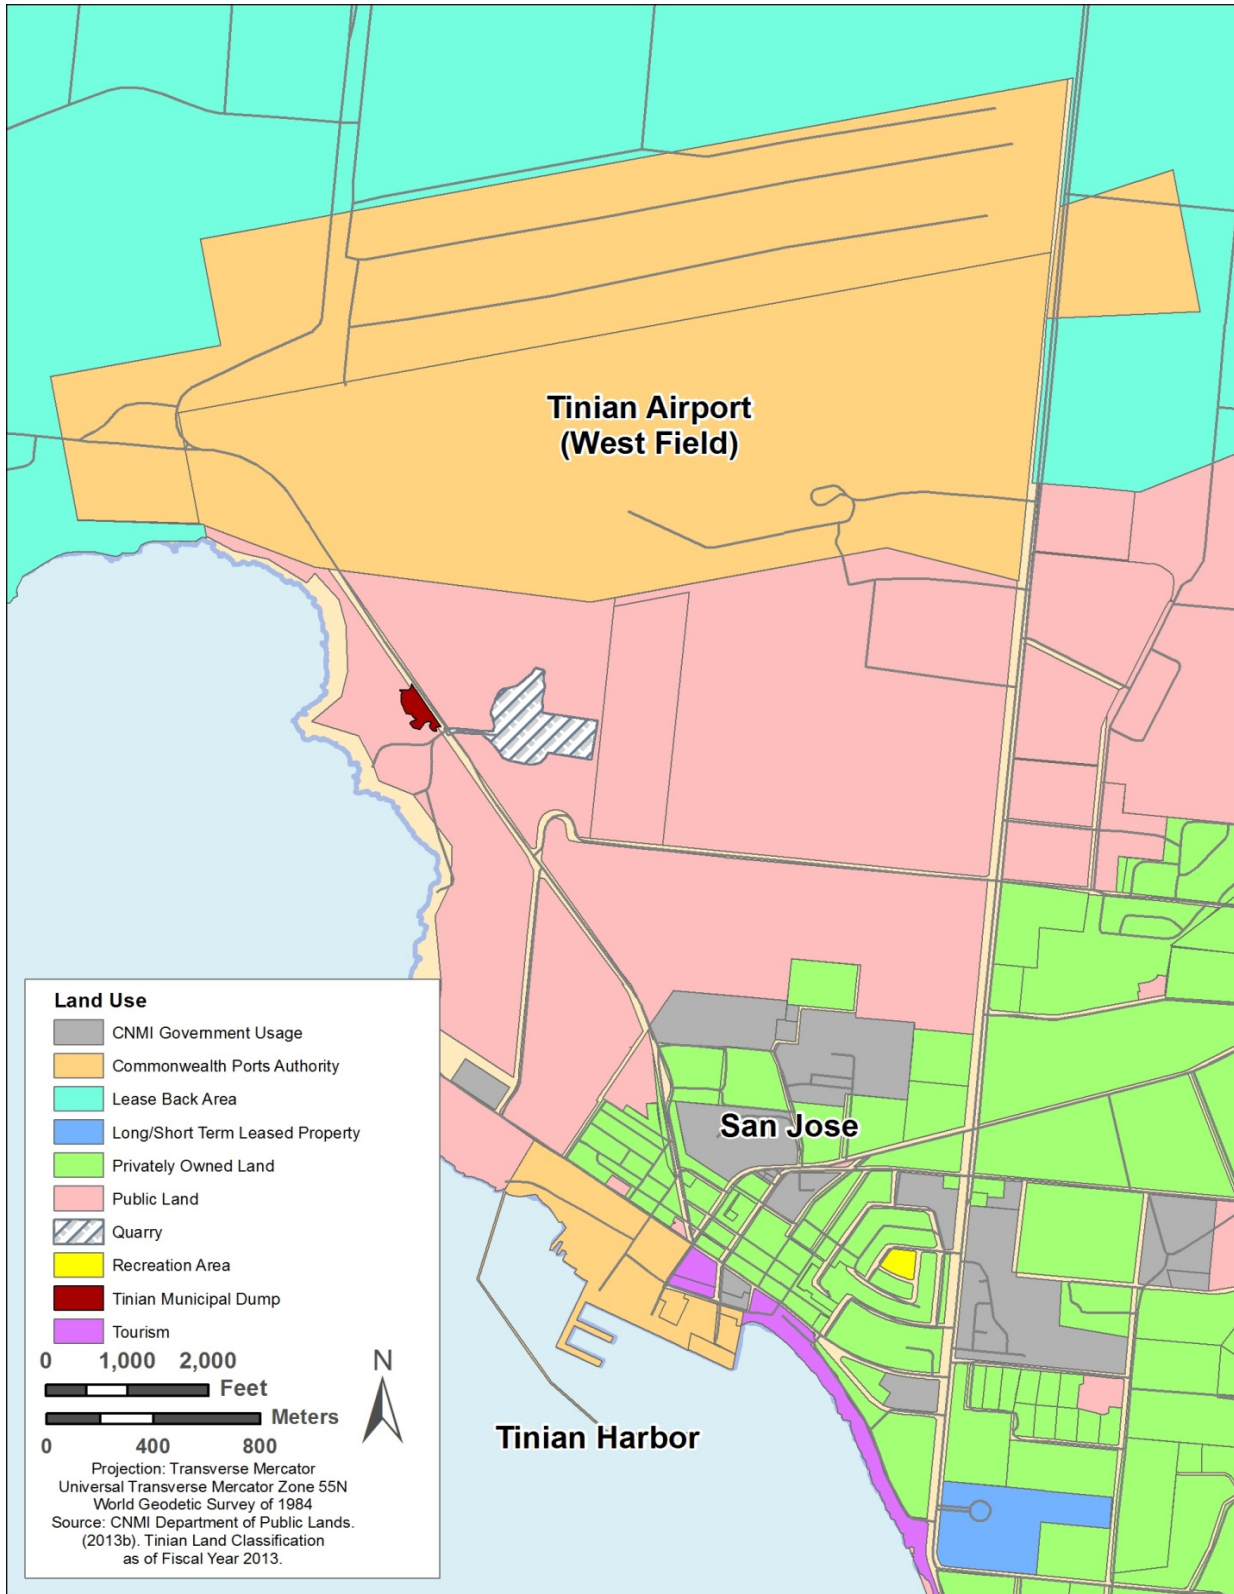 Tinian Airport
(West Field)
San Jose
Tinian Harbor
Land Use
CNMI Government Usage
Commonwealth Ports Authority
Lease Back Area
Long/Short Term Leased Property
Privately Owned Land
Public Land
Quarry
Recreation Area
Tinian Municipal Dump
Tourism
0 1,000 2,000
Feet
Meters
0 400 800
N
Projection: Transverse Mercator
Universal Transverse Mercator Zone 55N
World Geodetic Survey of 1984
Source: CNMI Department of Public Lands.
(2013b). Tinian Land Classification
as of Fiscal Year 2013.